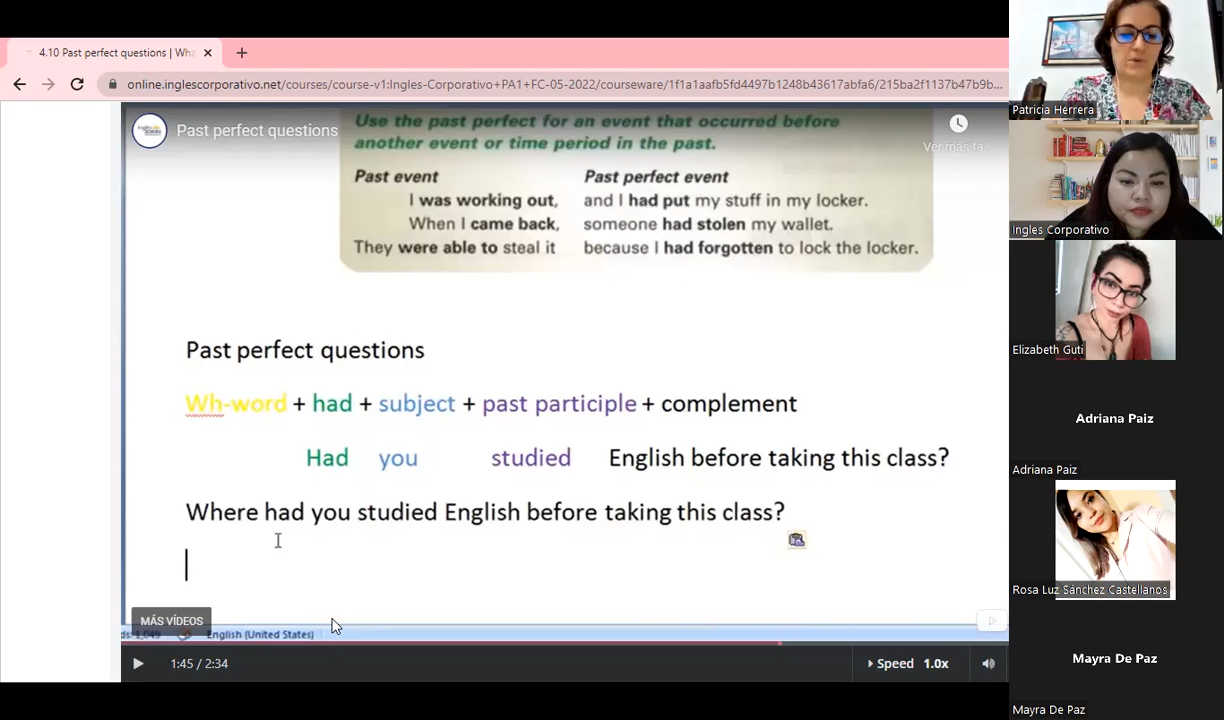 4.10 Past perfect questions | Wha
online.inglescorporativo.net/courses/course-v1:Ingles-Corporativo+PA1+FC-05-2022/courseware/1f1a1aafb5fd4497b1248b43617abfa6/215ba2f1137b47b9b...
Past perfect questions
Use the past perfect for an event that occurred before
another event or time period in the past.
Ver más ta...
Past event Past perfect event
I was working out, and I had put my stuff in my locker.
When I came back, someone had stolen my wallet.
They were able to steal it because I had forgotten to lock the locker.
Past perfect questions
Wh-word + had + subject + past participle + complement
Had you studied English before taking this class?
Where had you studied English before taking this class?
MÁS VÍDEOS
ds: 1,049 English (United States)
1:45 / 2:34
Speed 1.0x
Patricia Herrera
Ingles Corporativo
Elizabeth Guti
Adriana Paiz
Adriana Paiz
Rosa Luz Sánchez Castellanos
Mayra De Paz
Mayra De Paz